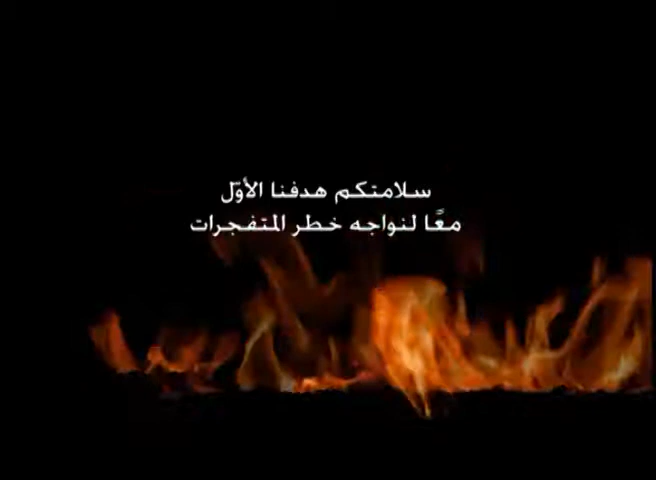 سلامتكم هدفنا الأوّل
معًا لنواجه خطر المتفجرات